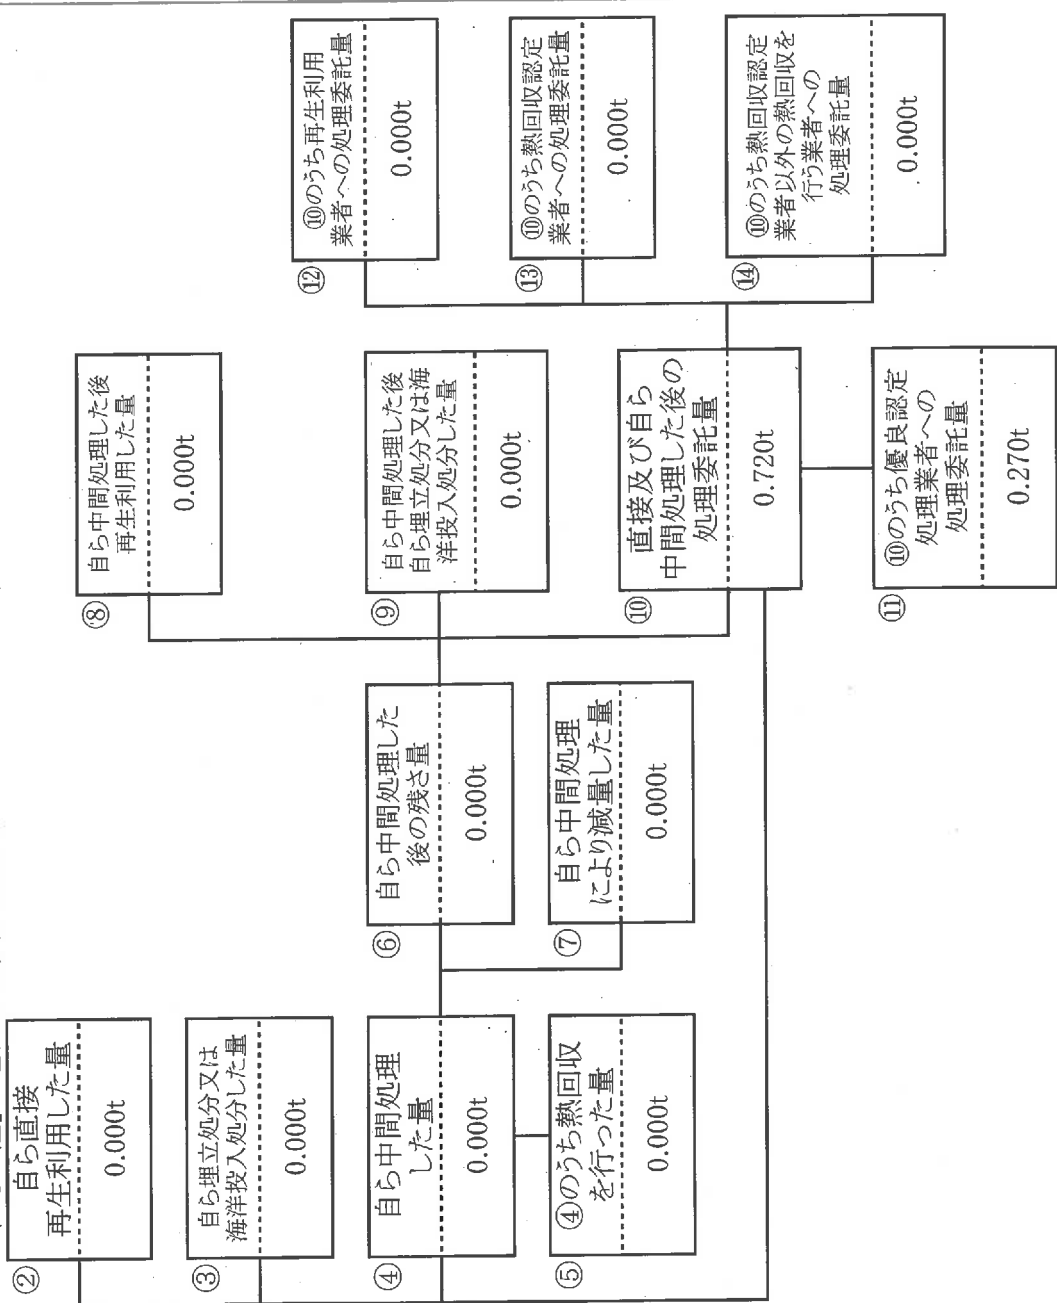 ②
自ら直接
再生利用した量
0.000t
③
自ら埋立処分又は
海洋投入処分した量
0.000t
④
自ら中間処理
した量
0.000t
⑤
④のうち熱回収
を行った量
0.000t
⑥
自ら中間処理した
後の残さ量
0.000t
⑦
自ら中間処理
により減量した量
0.000t
⑧
自ら中間処理した後
再生利用した量
0.000t
⑨
自ら中間処理した後
自ら埋立処分又は海
洋投入処分した量
0.000t
⑩
直接及び自ら
中間処理した後の
処理委託量
0.720t
⑪
⑩のうち優良認定
処理業者への
処理委託量
0.270t
⑫
⑩のうち再生利用
業者への処理委託量
0.000t
⑬
⑩のうち熱回収認定
業者への処理委託量
0.000t
⑭
⑩のうち熱回収認定
業者以外の熱回収を
行う業者への
処理委託量
0.000t